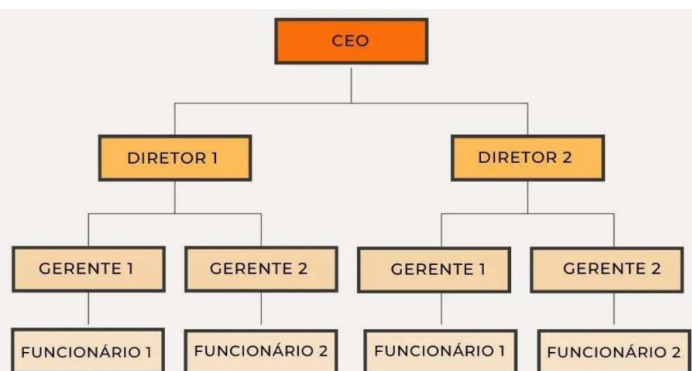 CEO
DIRETOR 1
DIRETOR 2
GERENTE 1
GERENTE 2
GERENTE 1
GERENTE 2
FUNCIONÁRIO 1
FUNCIONÁRIO 2
FUNCIONÁRIO 1
FUNCIONÁRIO 2